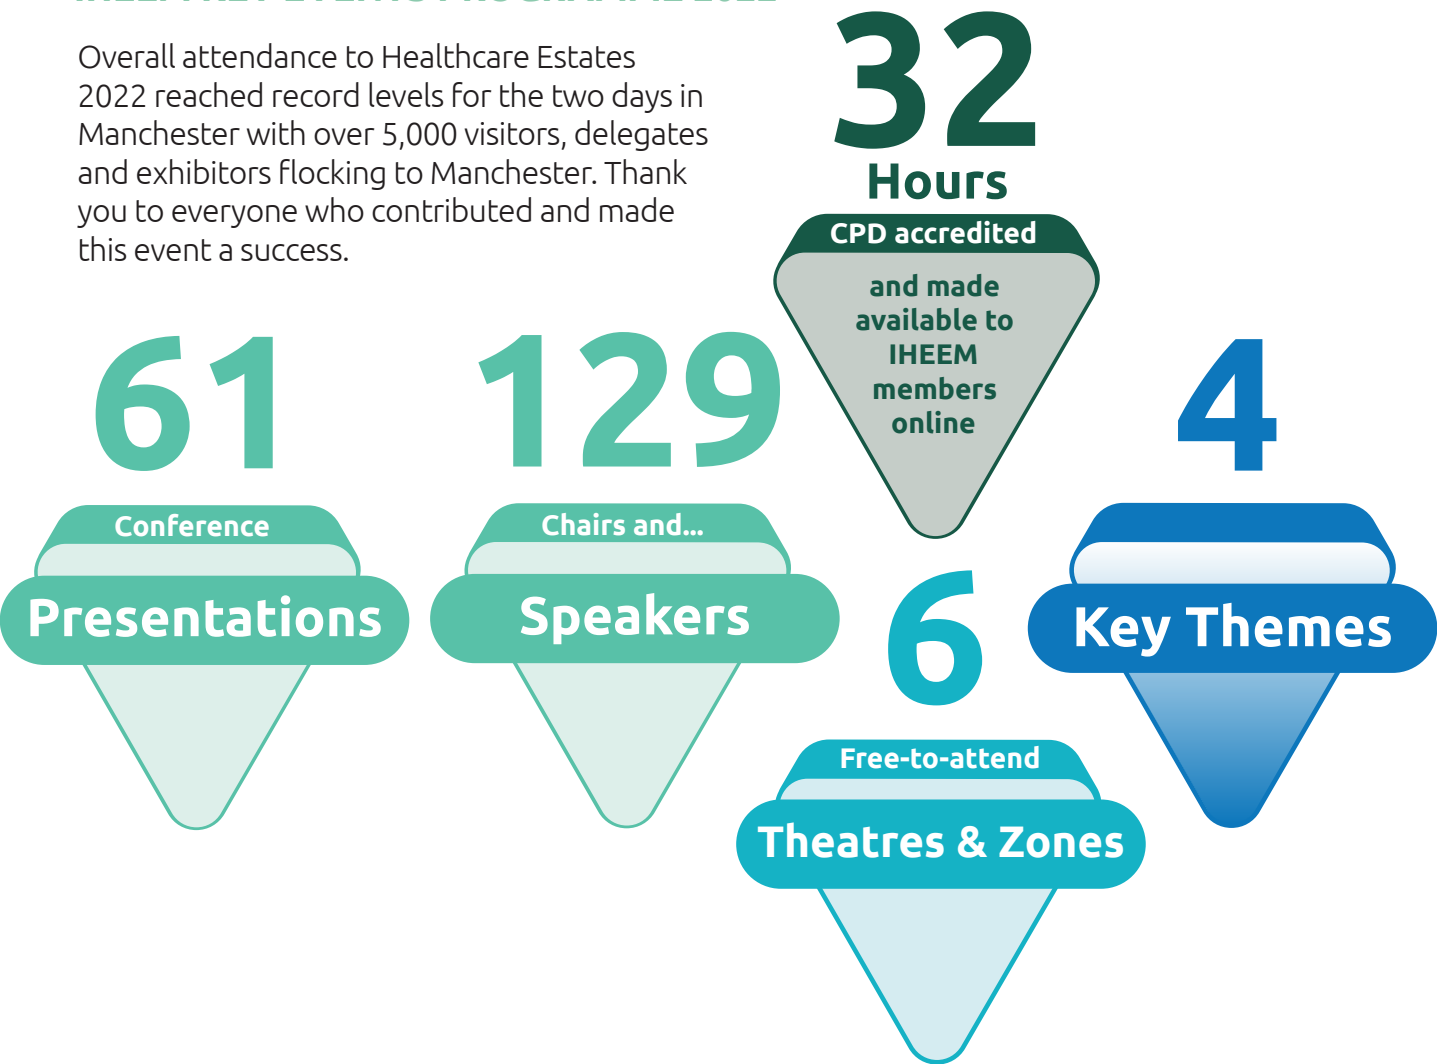 Overall attendance to Healthcare Estates
2022 reached record levels for the two days in
Manchester with over 5,000 visitors, delegates
and exhibitors flocking to Manchester. Thank
you to everyone who contributed and made
this event a success.
32
Hours
CPD accredited
and made
available to
IHEEM
members
online
61
Conference
Presentations
129
Chairs and...
Speakers
6
Free-to-attend
Theatres & Zones
4
Key Themes